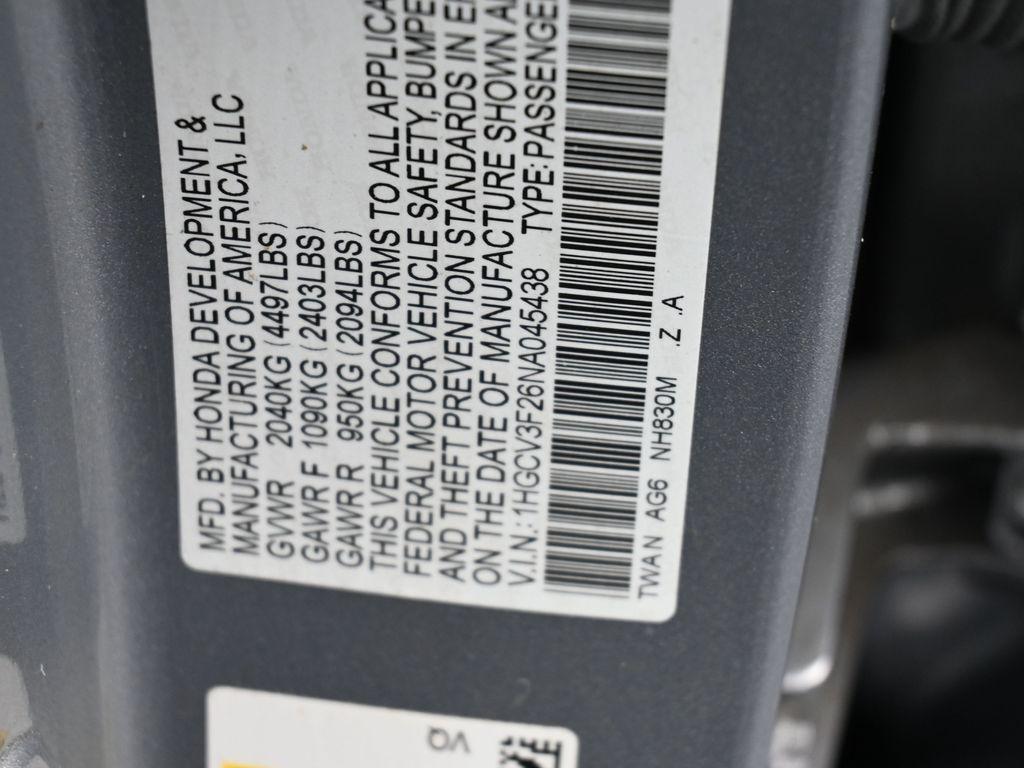 MFD. BY HONDA DEVELOPMENT &
MANUFACTURING OF AMERICA, LLC
GVWR 2040KG (4497LBS)
GAWR F 1090KG (2403LBS)
GAWR R 950KG (2094LBS)
THIS VEHICLE CONFORMS TO ALL APPLICA
FEDERAL MOTOR VEHICLE SAFETY, BUMPE
AND THEFT PREVENTION STANDARDS IN E
ON THE DATE OF MANUFACTURE SHOWN A
V.I.N.: 1HGCV3F26NA045438 TYPE: PASSENGER
TWAN AG6 NH830M .Z .A
VQ